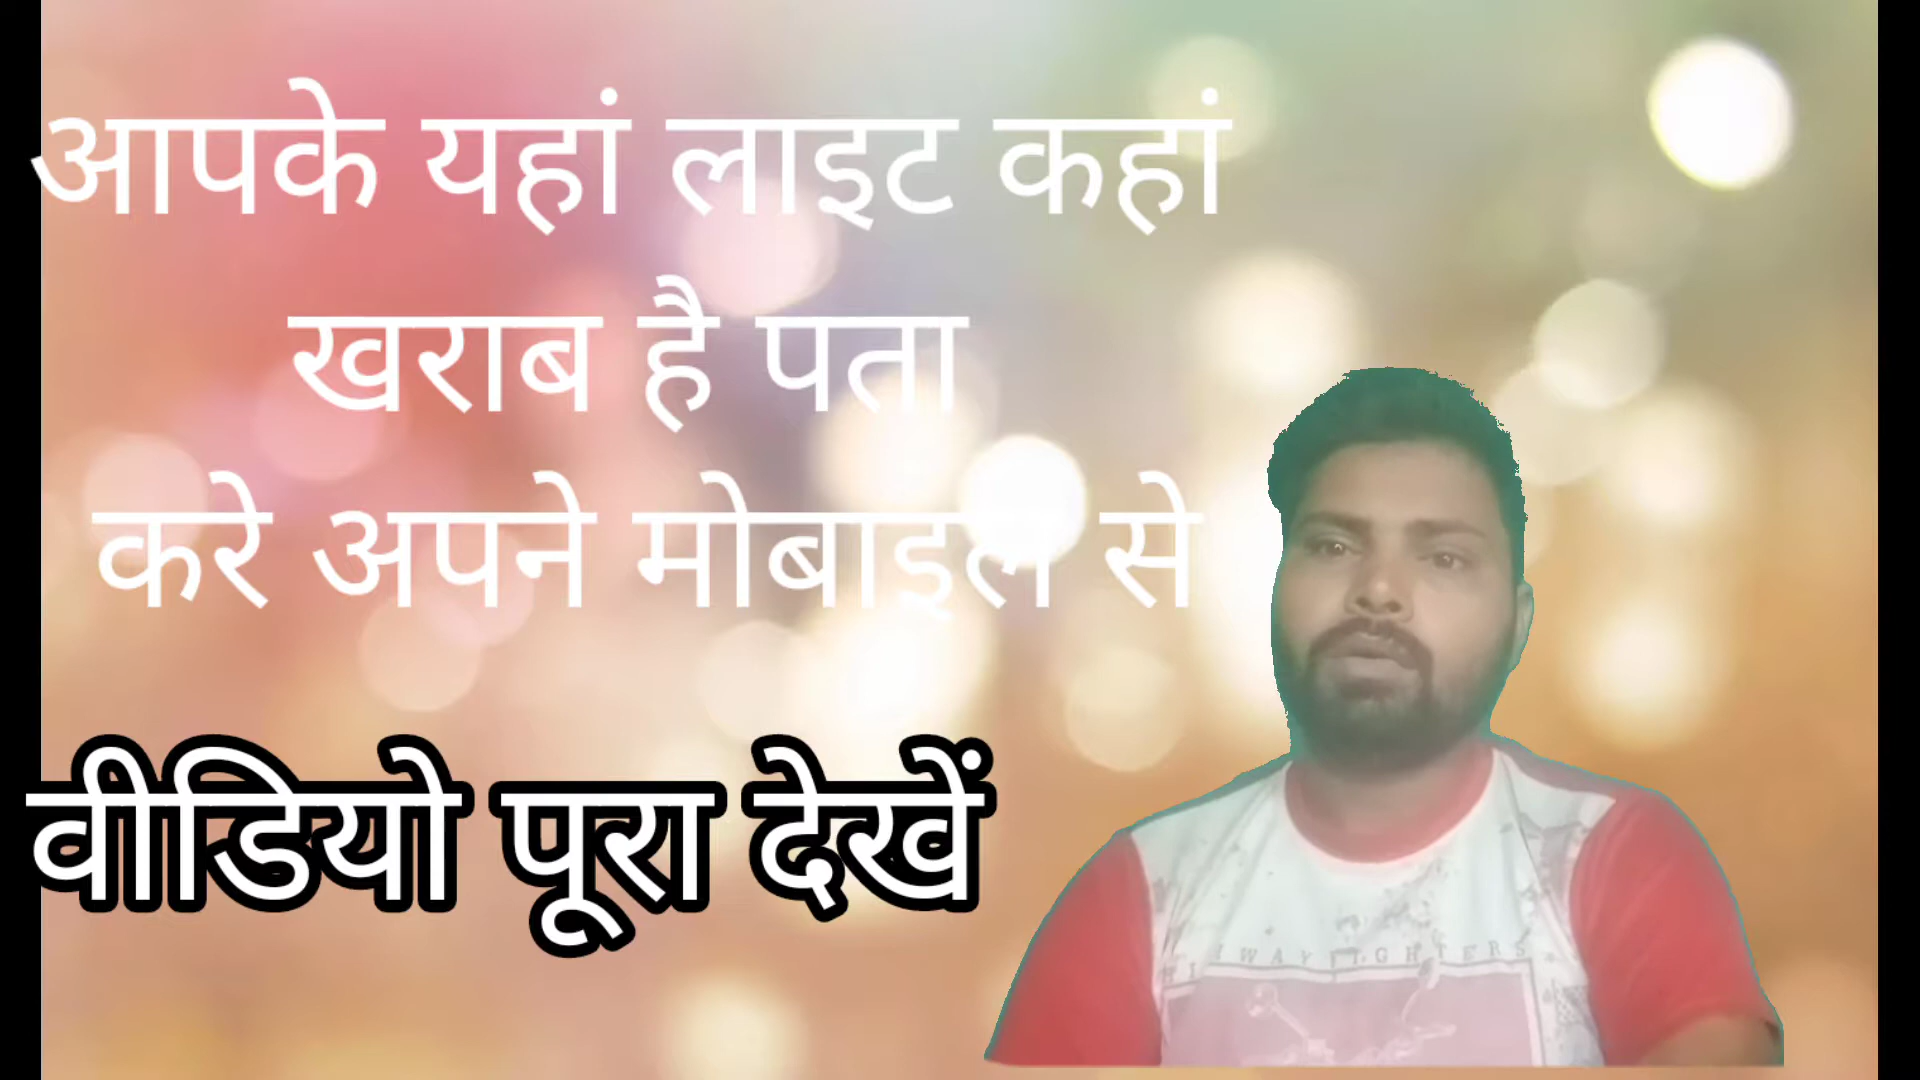 आपके यहां लाइट कहां
खराब है पता
करे अपने मोबाइल से
वीडियो पूरा देखें